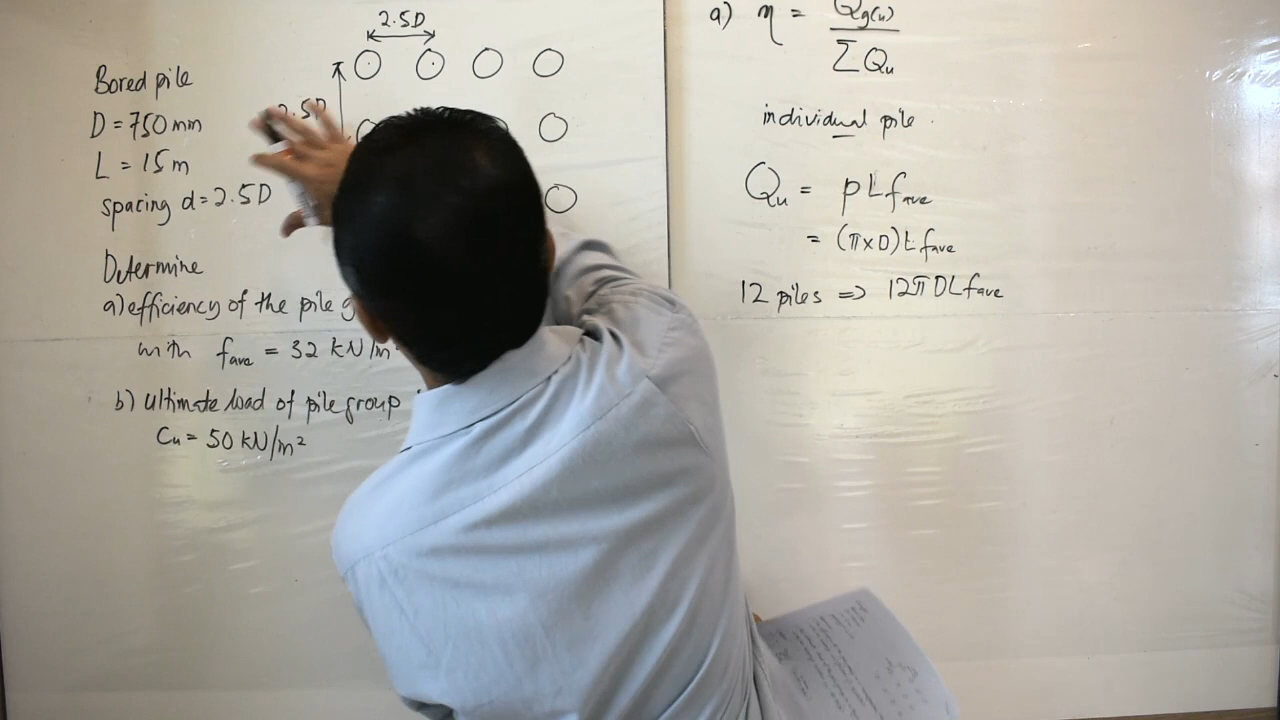 2.5D
2.5D
Bored pile
D = 750 mm
L = 15 m
spacing d = 2.5D
Determine
a) efficiency of the pile g
with fave = 32 kN/m
b) ultimate load of pile group
Cu = 50 kN/m²
a) η = Qg(u)
ΣQu
individual pile.
Qu = pLfave
= (π×D)Lfave
12 piles => 12πDLfave